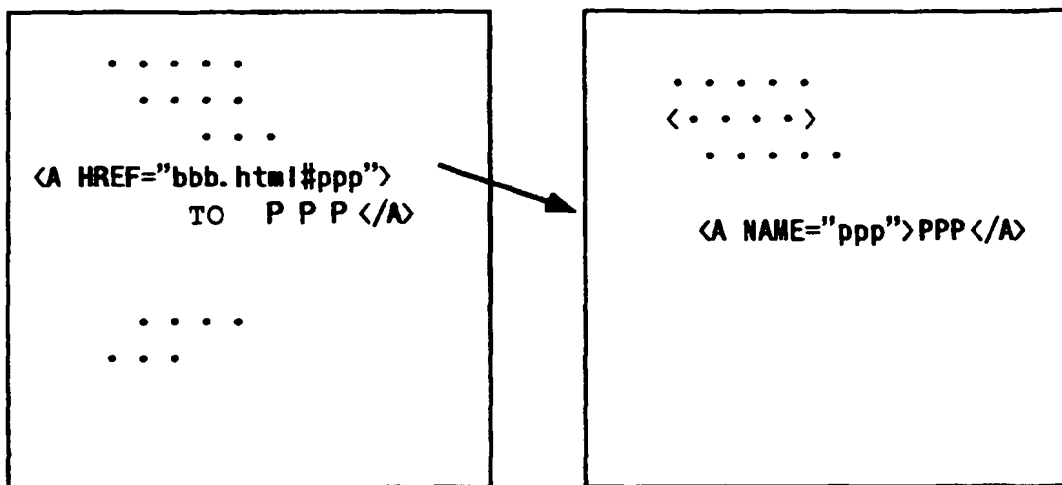 • • • • •
• • • •
• • •
<A HREF="bbb.html#ppp">
TO P P P </A>
• • • •
• • •
• • • • •
<• • • •>
• • • • •
<A NAME="ppp">PPP</A>